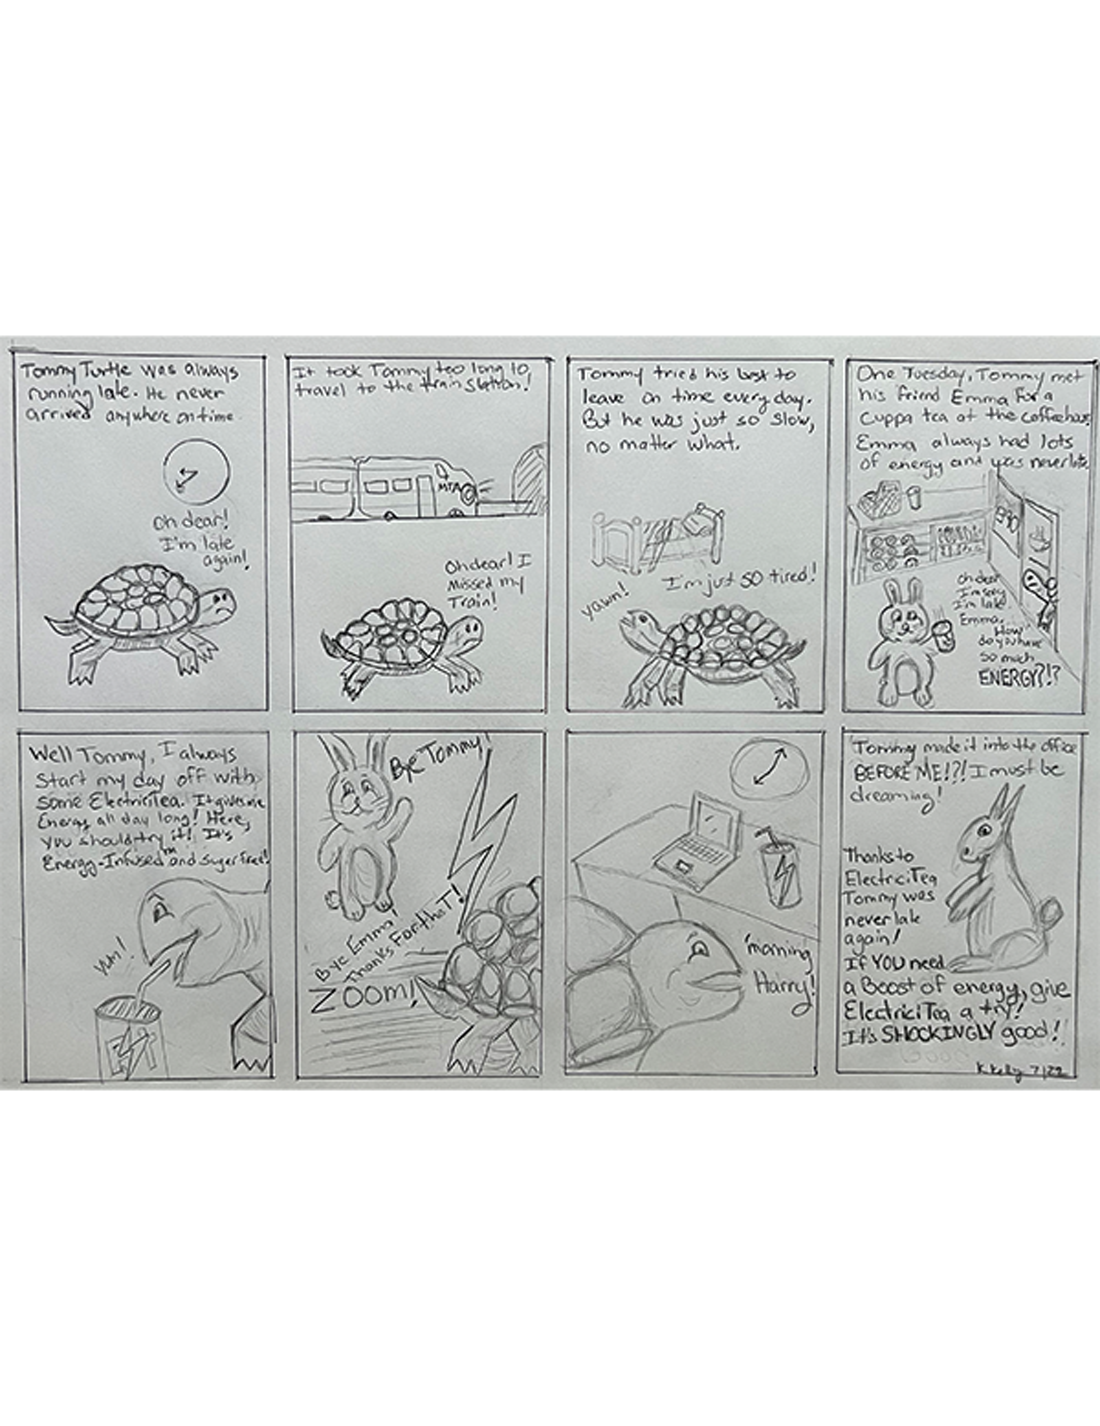 Tommy Turtle was always
running late. He never
arrived anywhere on time.
Oh dear!
I'm late
again!
It took Tommy too long to
travel to the train station!
MTA
Oh dear! I
missed my
Train!
Tommy tried his best to
leave on time every day.
But he was just so slow,
no matter what.
I'm just SO tired!
yawn!
One Tuesday, Tommy met
his friend Emma for a
cuppa tea at the coffeehouse.
Emma always had lots
of energy and was never late.
oh dear
I'm sorry
I'm late
Emma.
How
do you have
so much
ENERGY?!?
Well Tommy, I always
start my day off with
some ElectriciTea. It gives me
Energy all day long! Here,
you should try it! It's
Energy-Infused™ and sugar free!
Yum!
Bye Tommy!
Bye Emma!
Thanks For that!
ZOOM!
'morning
Harry!
Tommy made it into the office
BEFORE ME!?! I must be
dreaming!
Thanks to
ElectriciTea
Tommy was
never late
again!
If YOU need
a Boost of energy, give
ElectriciTea a try!
It's SHOCKINGLY good!
K Kelly 7/22